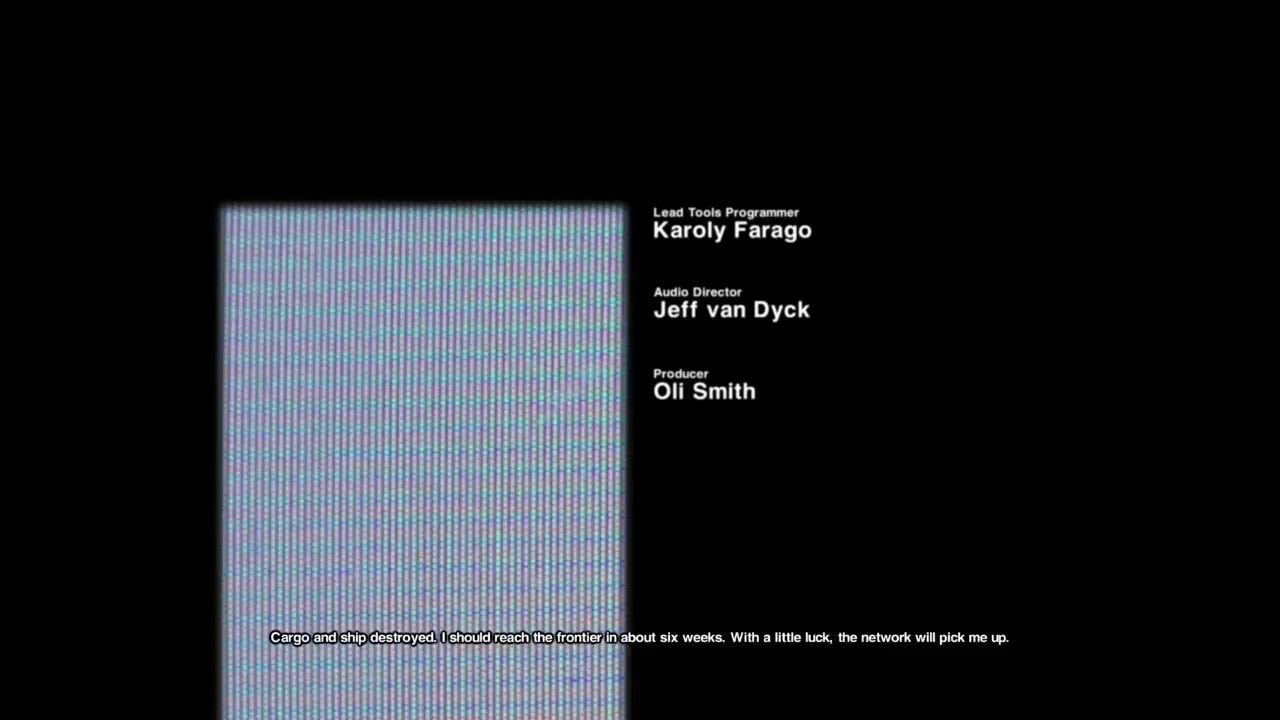 Lead Tools Programmer
Karoly Farago
Audio Director
Jeff van Dyck
Producer
Oli Smith
Cargo and ship destroyed. I should reach the frontier in about six weeks. With a little luck, the network will pick me up.